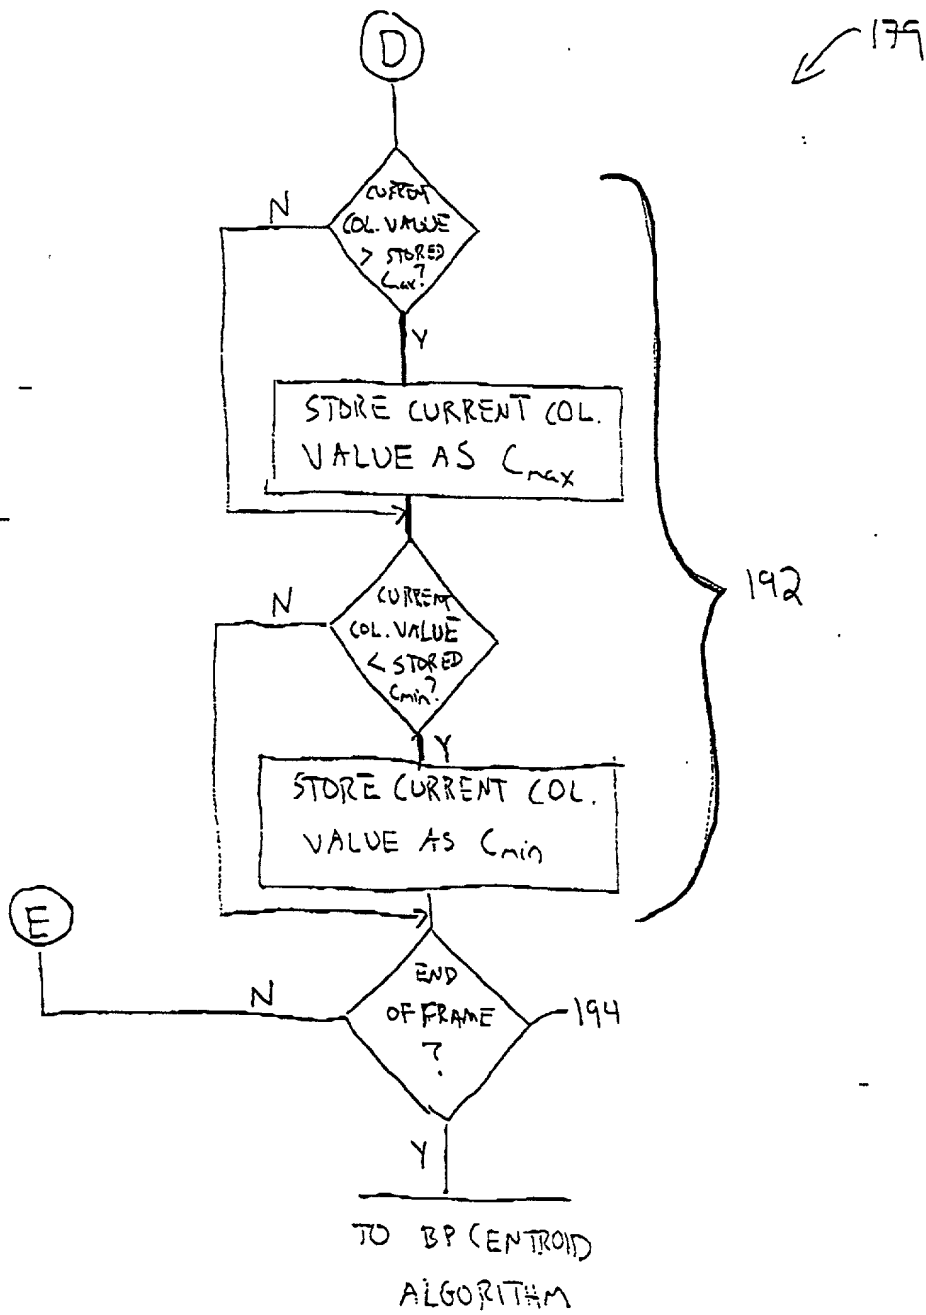 D
179
CURRENT
COL. VALUE
> STORED
Cmax?
N
Y
STORE CURRENT COL.
VALUE AS Cmax
192
CURRENT
COL. VALUE
< STORED
Cmin?
N
Y
STORE CURRENT COL.
VALUE AS Cmin
E
N
END
OF FRAME
?
194
Y
TO BP CENTROID
ALGORITHM